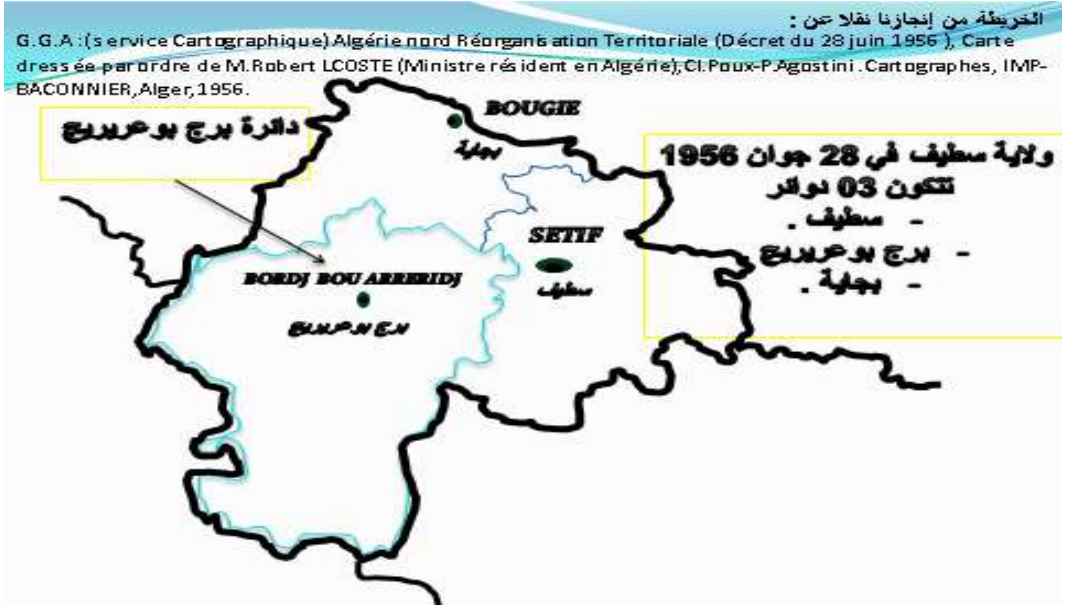 الخريطة من إنجازنا نقلا عن :
G.G.A :(service Cartographique) Algérie nord Réorganisation Territoriale (Décret du 28 juin 1956 ), Carte
dressée par ordre de M.Robert LCOSTE (Ministre résident en Algérie),Cl.Poux-P.Agostini .Cartographes, IMP-
BACONNIER,Alger,1956.
دائرة برج بوعريريج
BOUGIE
بجاية
ولاية سطيف في 28 جوان 1956
تتكون 03 دوائر
- سطيف .
- برج بوعريريج
- بجاية .
SETIF
سطيف
BORDJ BOU ARRERIDJ
برج بوعريريج